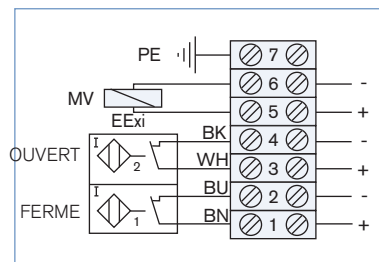 PE 7
MV 6 -
EExi 5 +
OUVERT I 2 BK 4 -
WH 3 +
FERME I 1 BU 2 -
BN 1 +